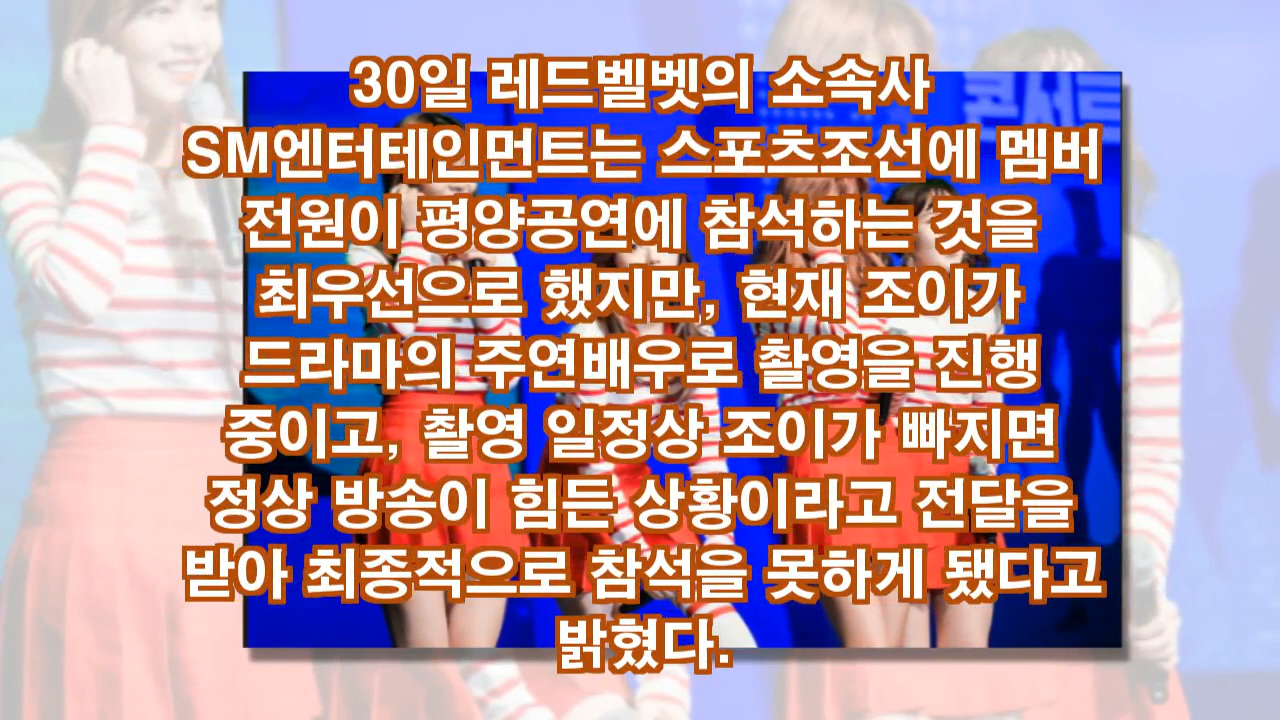 30일 레드벨벳의 소속사
SM엔터테인먼트는 스포츠조선에 멤버
전원이 평양공연에 참석하는 것을
최우선으로 했지만, 현재 조이가
드라마의 주연배우로 촬영을 진행
중이고, 촬영 일정상 조이가 빠지면
정상 방송이 힘든 상황이라고 전달을
받아 최종적으로 참석을 못하게 됐다고
밝혔다.
콘서트